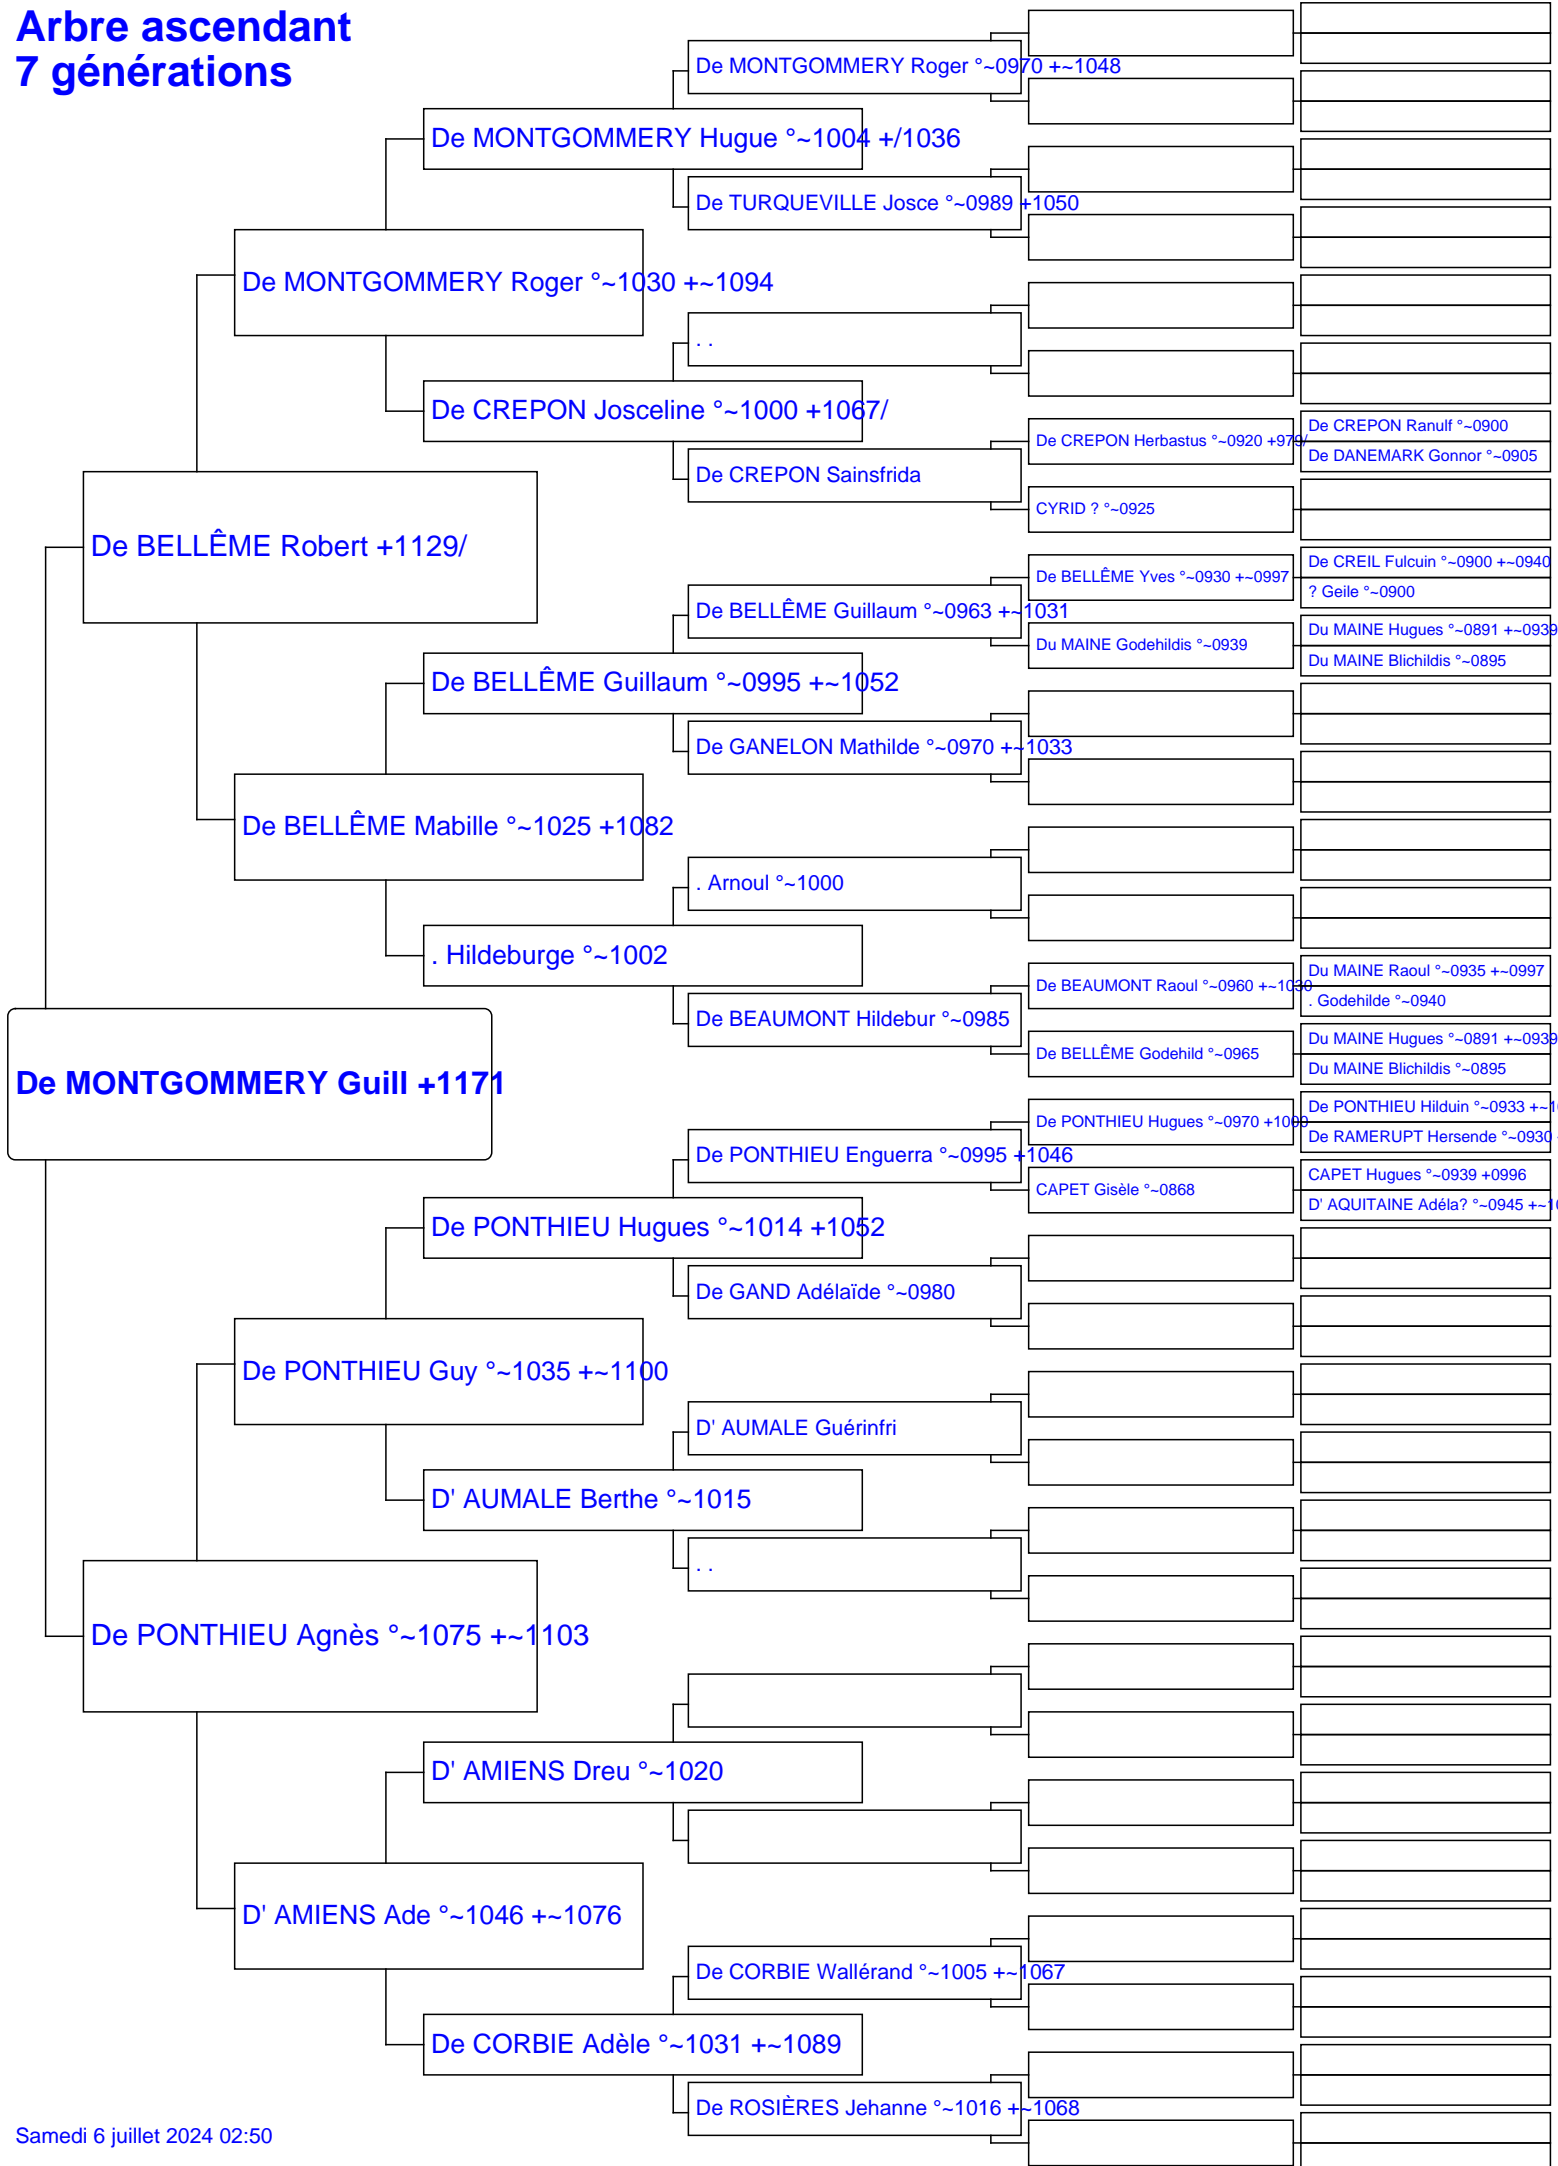 Arbre ascendant
7 générations
De MONTGOMMERY Roger °~0970 +~1048
De MONTGOMMERY Hugue °~1004 +/1036
De TURQUEVILLE Josce °~0989 +1050
De MONTGOMMERY Roger °~1030 +~1094
. .
De CREPON Josceline °~1000 +1067/
De CREPON Ranulf °~0900
De CREPON Herbastus °~0920 +979/
De DANEMARK Gonnor °~0905
De CREPON Sainsfrida
CYRID ? °~0925
De BELLÊME Robert +1129/
De CREIL Fulcuin °~0900 +~0940
De BELLÊME Yves °~0930 +~0997
? Geile °~0900
De BELLÊME Guillaum °~0963 +~1031
Du MAINE Hugues °~0891 +~0939
Du MAINE Godehildis °~0939
Du MAINE Blichildis °~0895
De BELLÊME Guillaum °~0995 +~1052
De GANELON Mathilde °~0970 +~1033
De BELLÊME Mabille °~1025 +1082
. Arnoul °~1000
. Hildeburge °~1002
Du MAINE Raoul °~0935 +~0997
De BEAUMONT Raoul °~0960 +~1030
. Godehilde °~0940
De BEAUMONT Hildebur °~0985
Du MAINE Hugues °~0891 +~0939
De BELLÊME Godehild °~0965
Du MAINE Blichildis °~0895
De MONTGOMMERY Guill +1171
De PONTHIEU Hilduin °~0933 +~1
De PONTHIEU Hugues °~0970 +1000
De RAMERUPT Hersende °~0930
De PONTHIEU Enguerra °~0995 +1046
CAPET Hugues °~0939 +0996
CAPET Gisèle °~0868
D' AQUITAINE Adéla? °~0945 +~1
De PONTHIEU Hugues °~1014 +1052
De GAND Adélaïde °~0980
De PONTHIEU Guy °~1035 +~1100
D' AUMALE Guérinfri
D' AUMALE Berthe °~1015
. .
De PONTHIEU Agnès °~1075 +~1103
D' AMIENS Dreu °~1020
D' AMIENS Ade °~1046 +~1076
De CORBIE Wallérand °~1005 +~1067
De CORBIE Adèle °~1031 +~1089
De ROSIÈRES Jehanne °~1016 +~1068
Samedi 6 juillet 2024 02:50